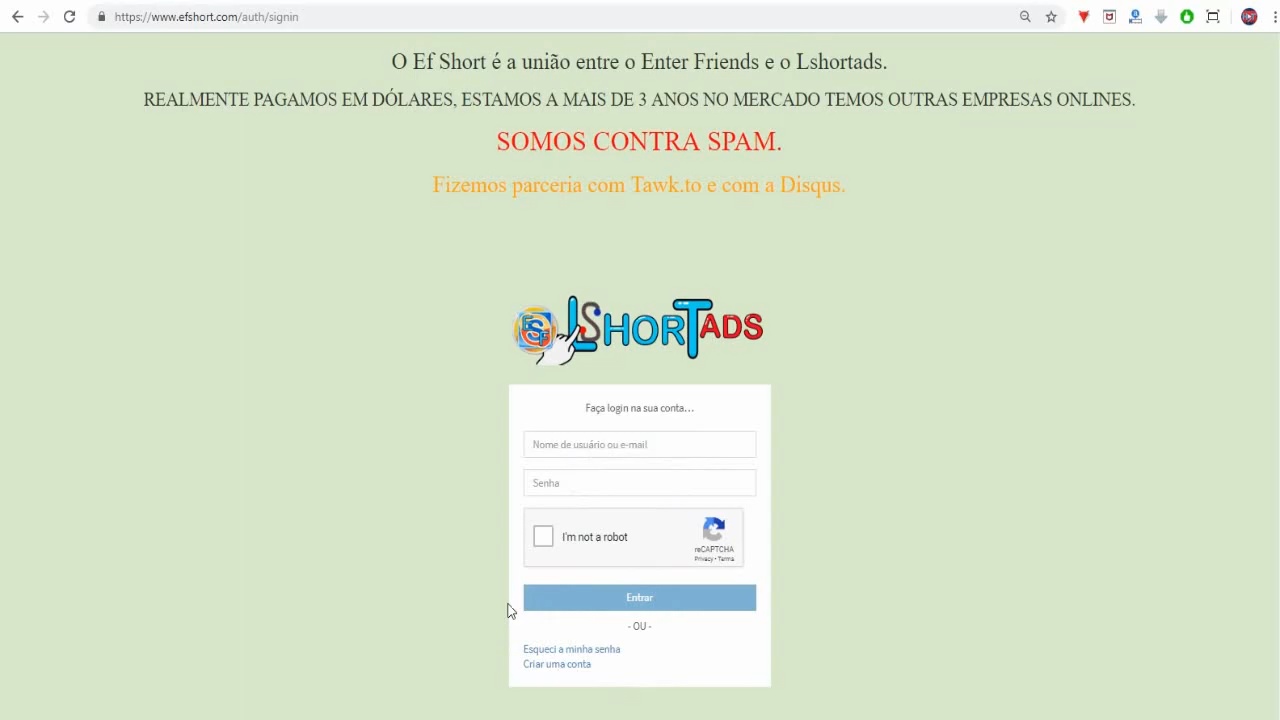 https://www.efshort.com/auth/signin
O Ef Short é a união entre o Enter Friends e o Lshortads.
REALMENTE PAGAMOS EM DÓLARES, ESTAMOS A MAIS DE 3 ANOS NO MERCADO TEMOS OUTRAS EMPRESAS ONLINES.
SOMOS CONTRA SPAM.
Fizemos parceria com Tawk.to e com a Disqus.
ESF LSHORTADS
Faça login na sua conta...
Nome de usuário ou e-mail
Senha
I'm not a robot
reCAPTCHA
Privacy • Terms
Entrar
- OU -
Esqueci a minha senha
Criar uma conta